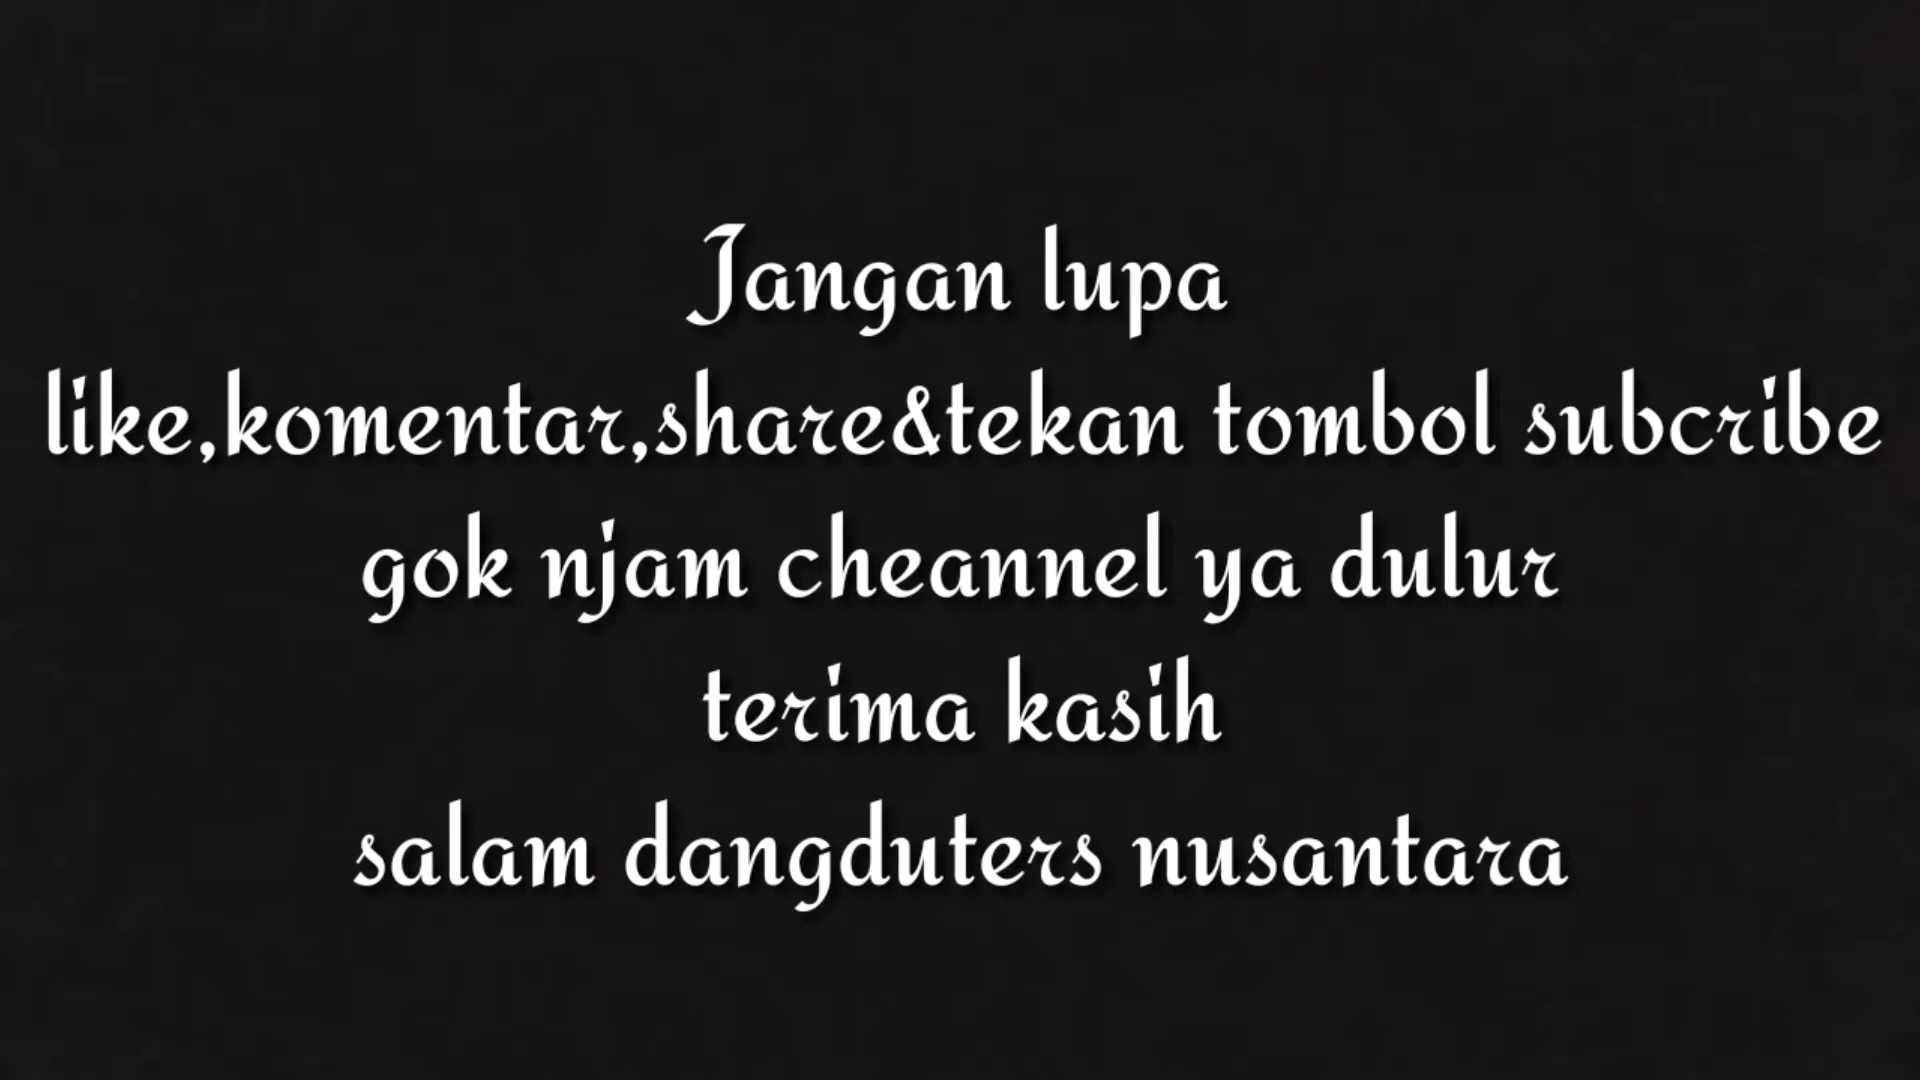 Jangan lupa
like,komentar,share&tekan tombol subcribe
gok njam cheannel ya dulur
terima kasih
salam dangduters nusantara